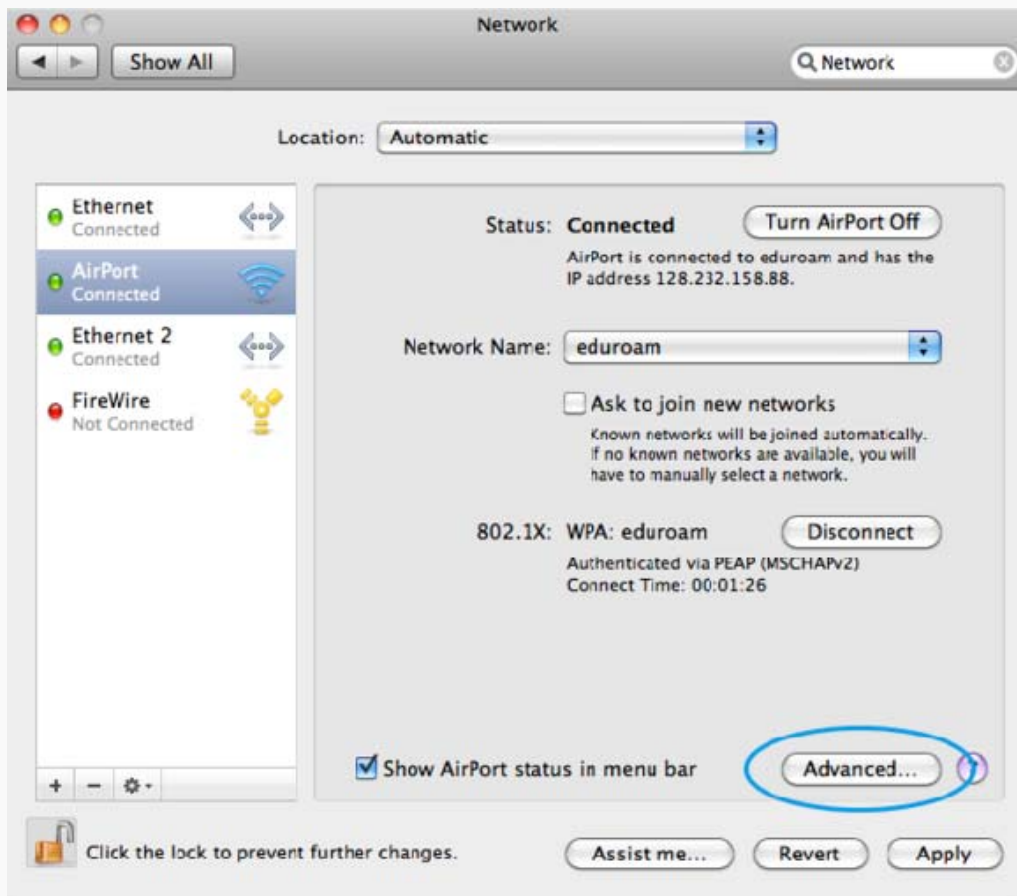 Network
Show All
Network
Location: Automatic
Ethernet
Connected
AirPort
Connected
Ethernet 2
Connected
FireWire
Not Connected
Status: Connected
Turn AirPort Off
AirPort is connected to eduroam and has the
IP address 128.232.158.88.
Network Name: eduroam
Ask to join new networks
Known networks will be joined automatically.
If no known networks are available, you will
have to manually select a network.
802.1X: WPA: eduroam
Disconnect
Authenticated via PEAP (MSCHAPv2)
Connect Time: 00:01:26
Show AirPort status in menu bar
Advanced...
?
Click the lock to prevent further changes.
Assist me...
Revert
Apply